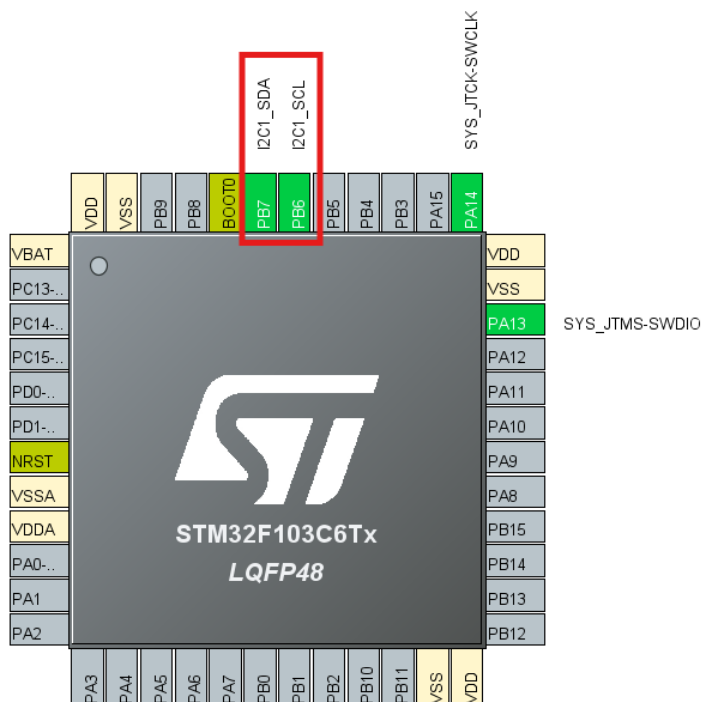 I2C1_SDA
I2C1_SCL
SYS_JTCK-SWCLK
VDD
VSS
PB9
PB8
BOOT0
PB7
PB6
PB5
PB4
PB3
PA15
PA14
VBAT
PC13-..
PC14-..
PC15-..
PD0-..
PD1-..
NRST
VSSA
VDDA
PA0-..
PA1
PA2
VDD
VSS
PA13
SYS_JTMS-SWDIO
PA12
PA11
PA10
PA9
PA8
PB15
PB14
PB13
PB12
ST
STM32F103C6Tx
LQFP48
PA3
PA4
PA5
PA6
PA7
PB0
PB1
PB2
PB10
PB11
VSS
VDD